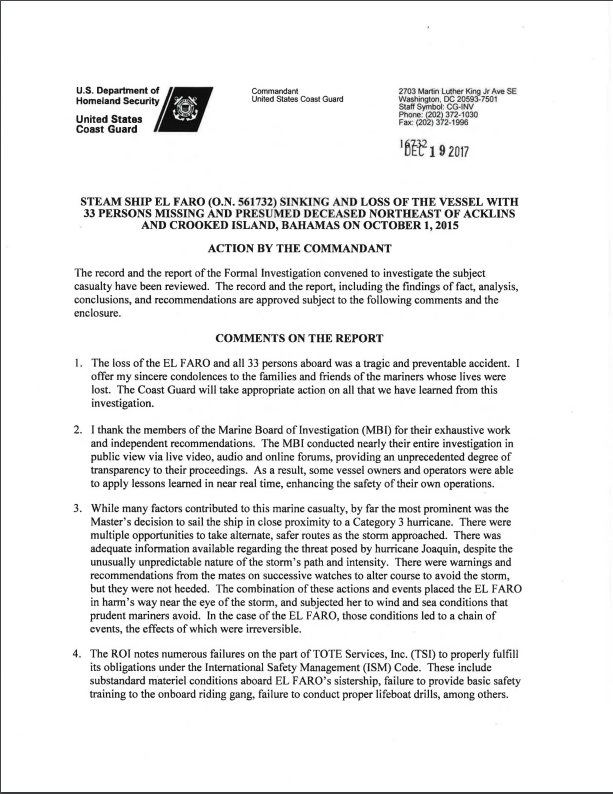 U.S. Department of
Homeland Security
United States
Coast Guard
Commandant
United States Coast Guard
2703 Martin Luther King Jr Ave SE
Washington, DC 20593-7501
Staff Symbol: CG-INV
Phone: (202) 372-1030
Fax: (202) 372-1996
16732
DEC 19 2017
STEAM SHIP EL FARO (O.N. 561732) SINKING AND LOSS OF THE VESSEL WITH
33 PERSONS MISSING AND PRESUMED DECEASED NORTHEAST OF ACKLINS
AND CROOKED ISLAND, BAHAMAS ON OCTOBER 1, 2015
ACTION BY THE COMMANDANT
The record and the report of the Formal Investigation convened to investigate the subject
casualty have been reviewed. The record and the report, including the findings of fact, analysis,
conclusions, and recommendations are approved subject to the following comments and the
enclosure.
COMMENTS ON THE REPORT
1. The loss of the EL FARO and all 33 persons aboard was a tragic and preventable accident. I
offer my sincere condolences to the families and friends of the mariners whose lives were
lost. The Coast Guard will take appropriate action on all that we have learned from this
investigation.
2. I thank the members of the Marine Board of Investigation (MBI) for their exhaustive work
and independent recommendations. The MBI conducted nearly their entire investigation in
public view via live video, audio and online forums, providing an unprecedented degree of
transparency to their proceedings. As a result, some vessel owners and operators were able
to apply lessons learned in near real time, enhancing the safety of their own operations.
3. While many factors contributed to this marine casualty, by far the most prominent was the
Master's decision to sail the ship in close proximity to a Category 3 hurricane. There were
multiple opportunities to take alternate, safer routes as the storm approached. There was
adequate information available regarding the threat posed by hurricane Joaquin, despite the
unusually unpredictable nature of the storm's path and intensity. There were warnings and
recommendations from the mates on successive watches to alter course to avoid the storm,
but they were not heeded. The combination of these actions and events placed the EL FARO
in harm's way near the eye of the storm, and subjected her to wind and sea conditions that
prudent mariners avoid. In the case of the EL FARO, those conditions led to a chain of
events, the effects of which were irreversible.
4. The ROI notes numerous failures on the part of TOTE Services, Inc. (TSI) to properly fulfill
its obligations under the International Safety Management (ISM) Code. These include
substandard materiel conditions aboard EL FARO's sistership, failure to provide basic safety
training to the onboard riding gang, failure to conduct proper lifeboat drills, among others.